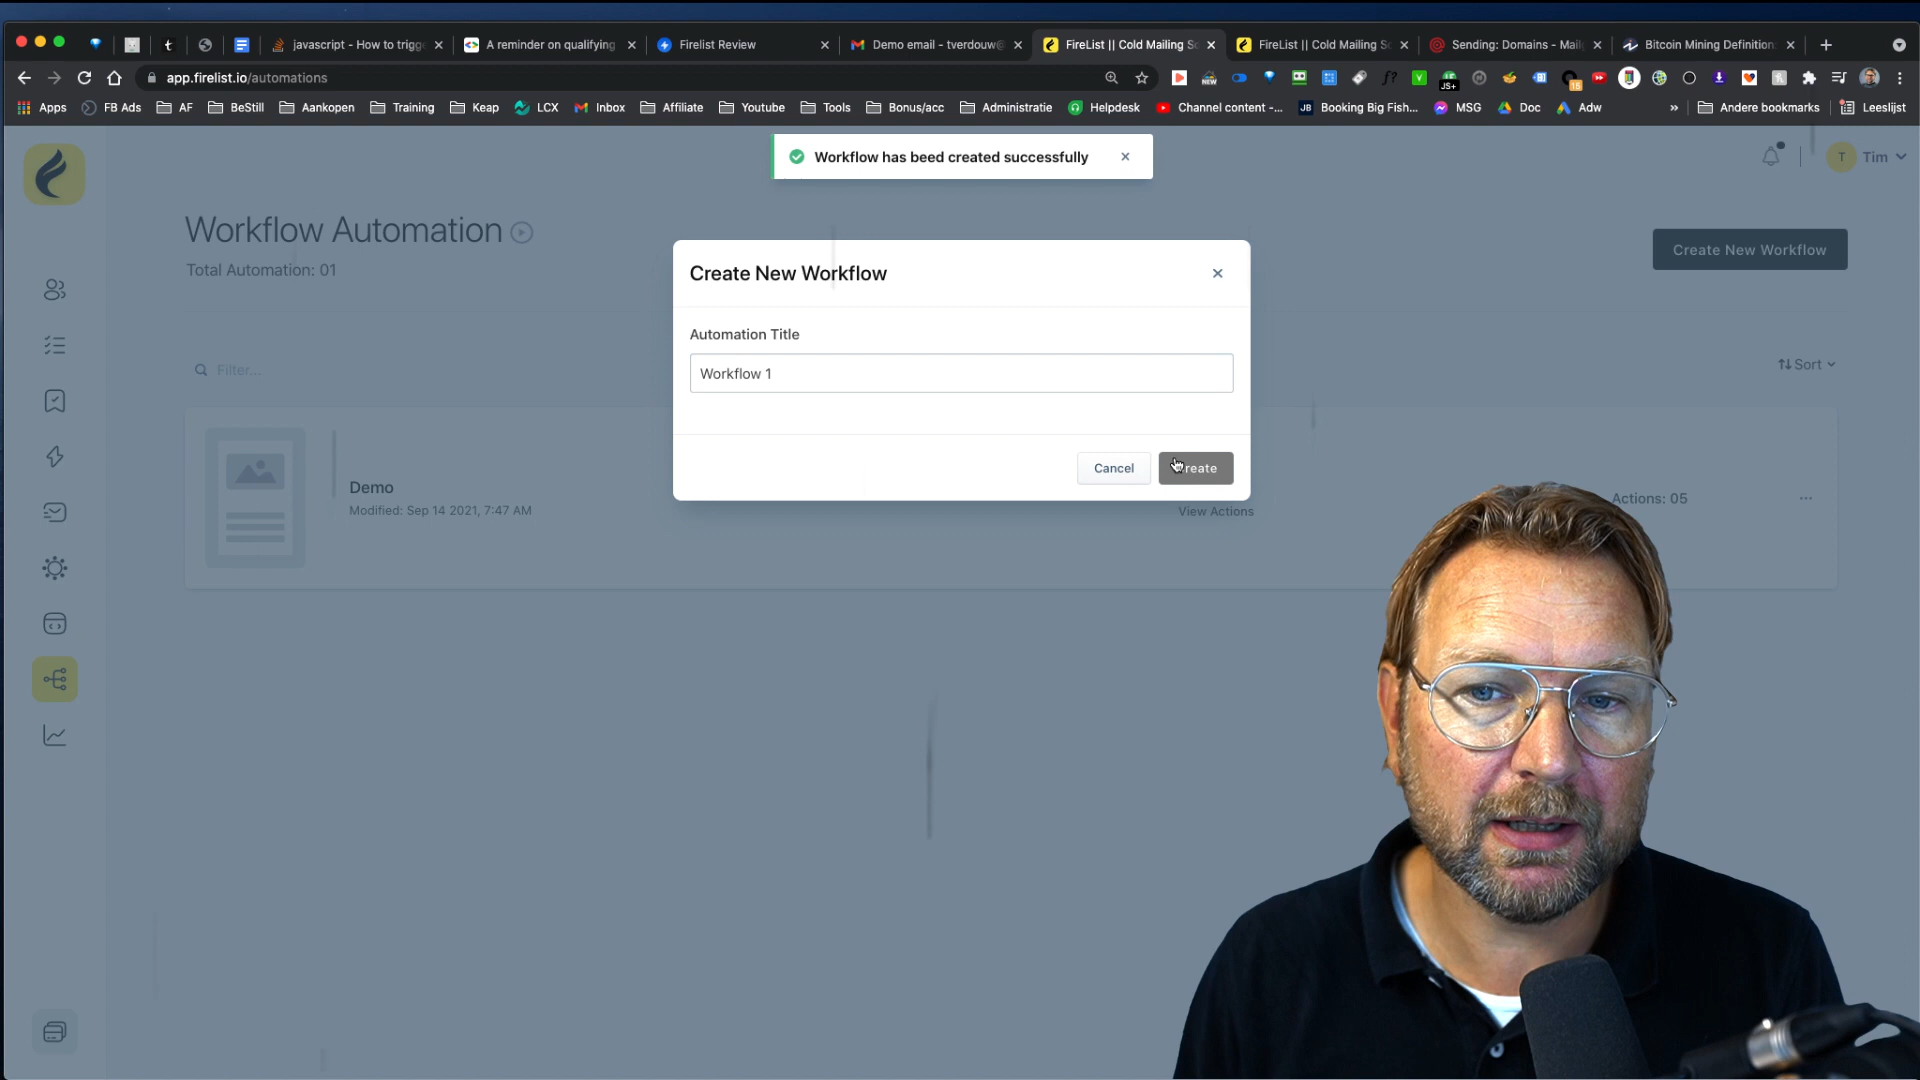 javascript - How to trigg
A reminder on qualifying
Firelist Review
Demo email - tverdouw@
FireList || Cold Mailing Sc
FireList || Cold Mailing Sc
Sending: Domains - Mail
Bitcoin Mining Definition
app.firelist.io/automations
Apps
FB Ads
AF
BeStill
Aankopen
Training
Keap
LCX
Inbox
Affiliate
Youtube
Tools
Bonus/acc
Administratie
Helpdesk
Channel content -...
Booking Big Fish...
MSG
Doc
Adw
»
Andere bookmarks
Leeslijst
Workflow has beed created successfully
T
Tim
Workflow Automation
Total Automation: 01
Create New Workflow
Create New Workflow
Automation Title
Workflow 1
Filter...
Sort
Cancel
Create
Demo
Modified: Sep 14 2021, 7:47 AM
View Actions
Actions: 05